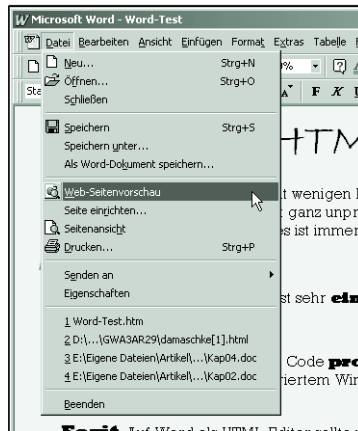 Microsoft Word - Word-Test
Datei Bearbeiten Ansicht Einfügen Format Extras Tabelle
Neu... Strg+N
Öffnen... Strg+O
Schließen
Speichern Strg+S
Speichern unter...
Als Word-Dokument speichern...
Web-Seitenvorschau
Seite einrichten...
Seitenansicht
Drucken... Strg+P
Senden an
Eigenschaften
1 Word-Test.htm
2 D:\...\GWA3AR29\damaschke[1].html
3 E:\Eigene Dateien\Artikel\...\Kap04.doc
4 E:\Eigene Dateien\Artikel\...\Kap02.doc
Beenden
F K
HTM
wenigen
ganz unpr
es ist immer
st sehr ein
Code pro
riertem Wir
Fazit Auf Word als HTML-Editor sollte